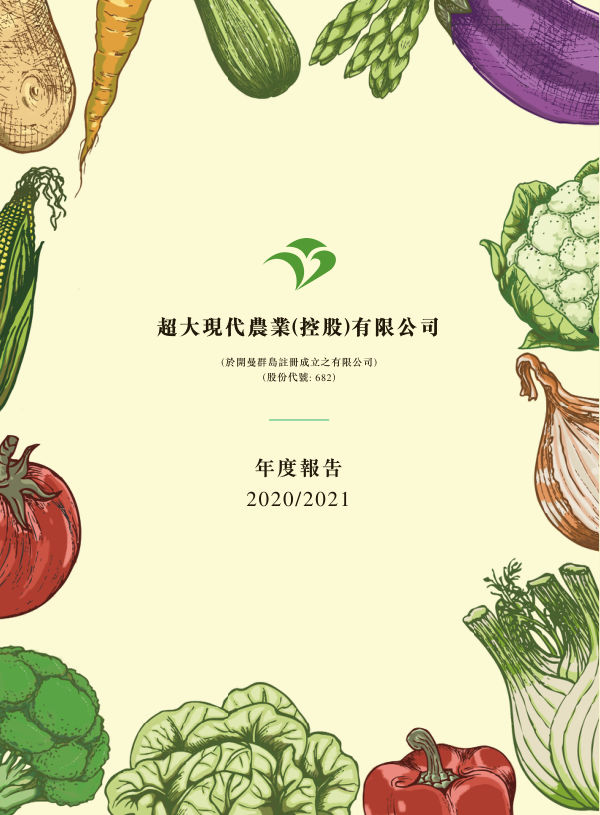 超大現代農業(控股)有限公司
(於開曼群島註冊成立之有限公司)
(股份代號: 682)
年度報告
2020/2021